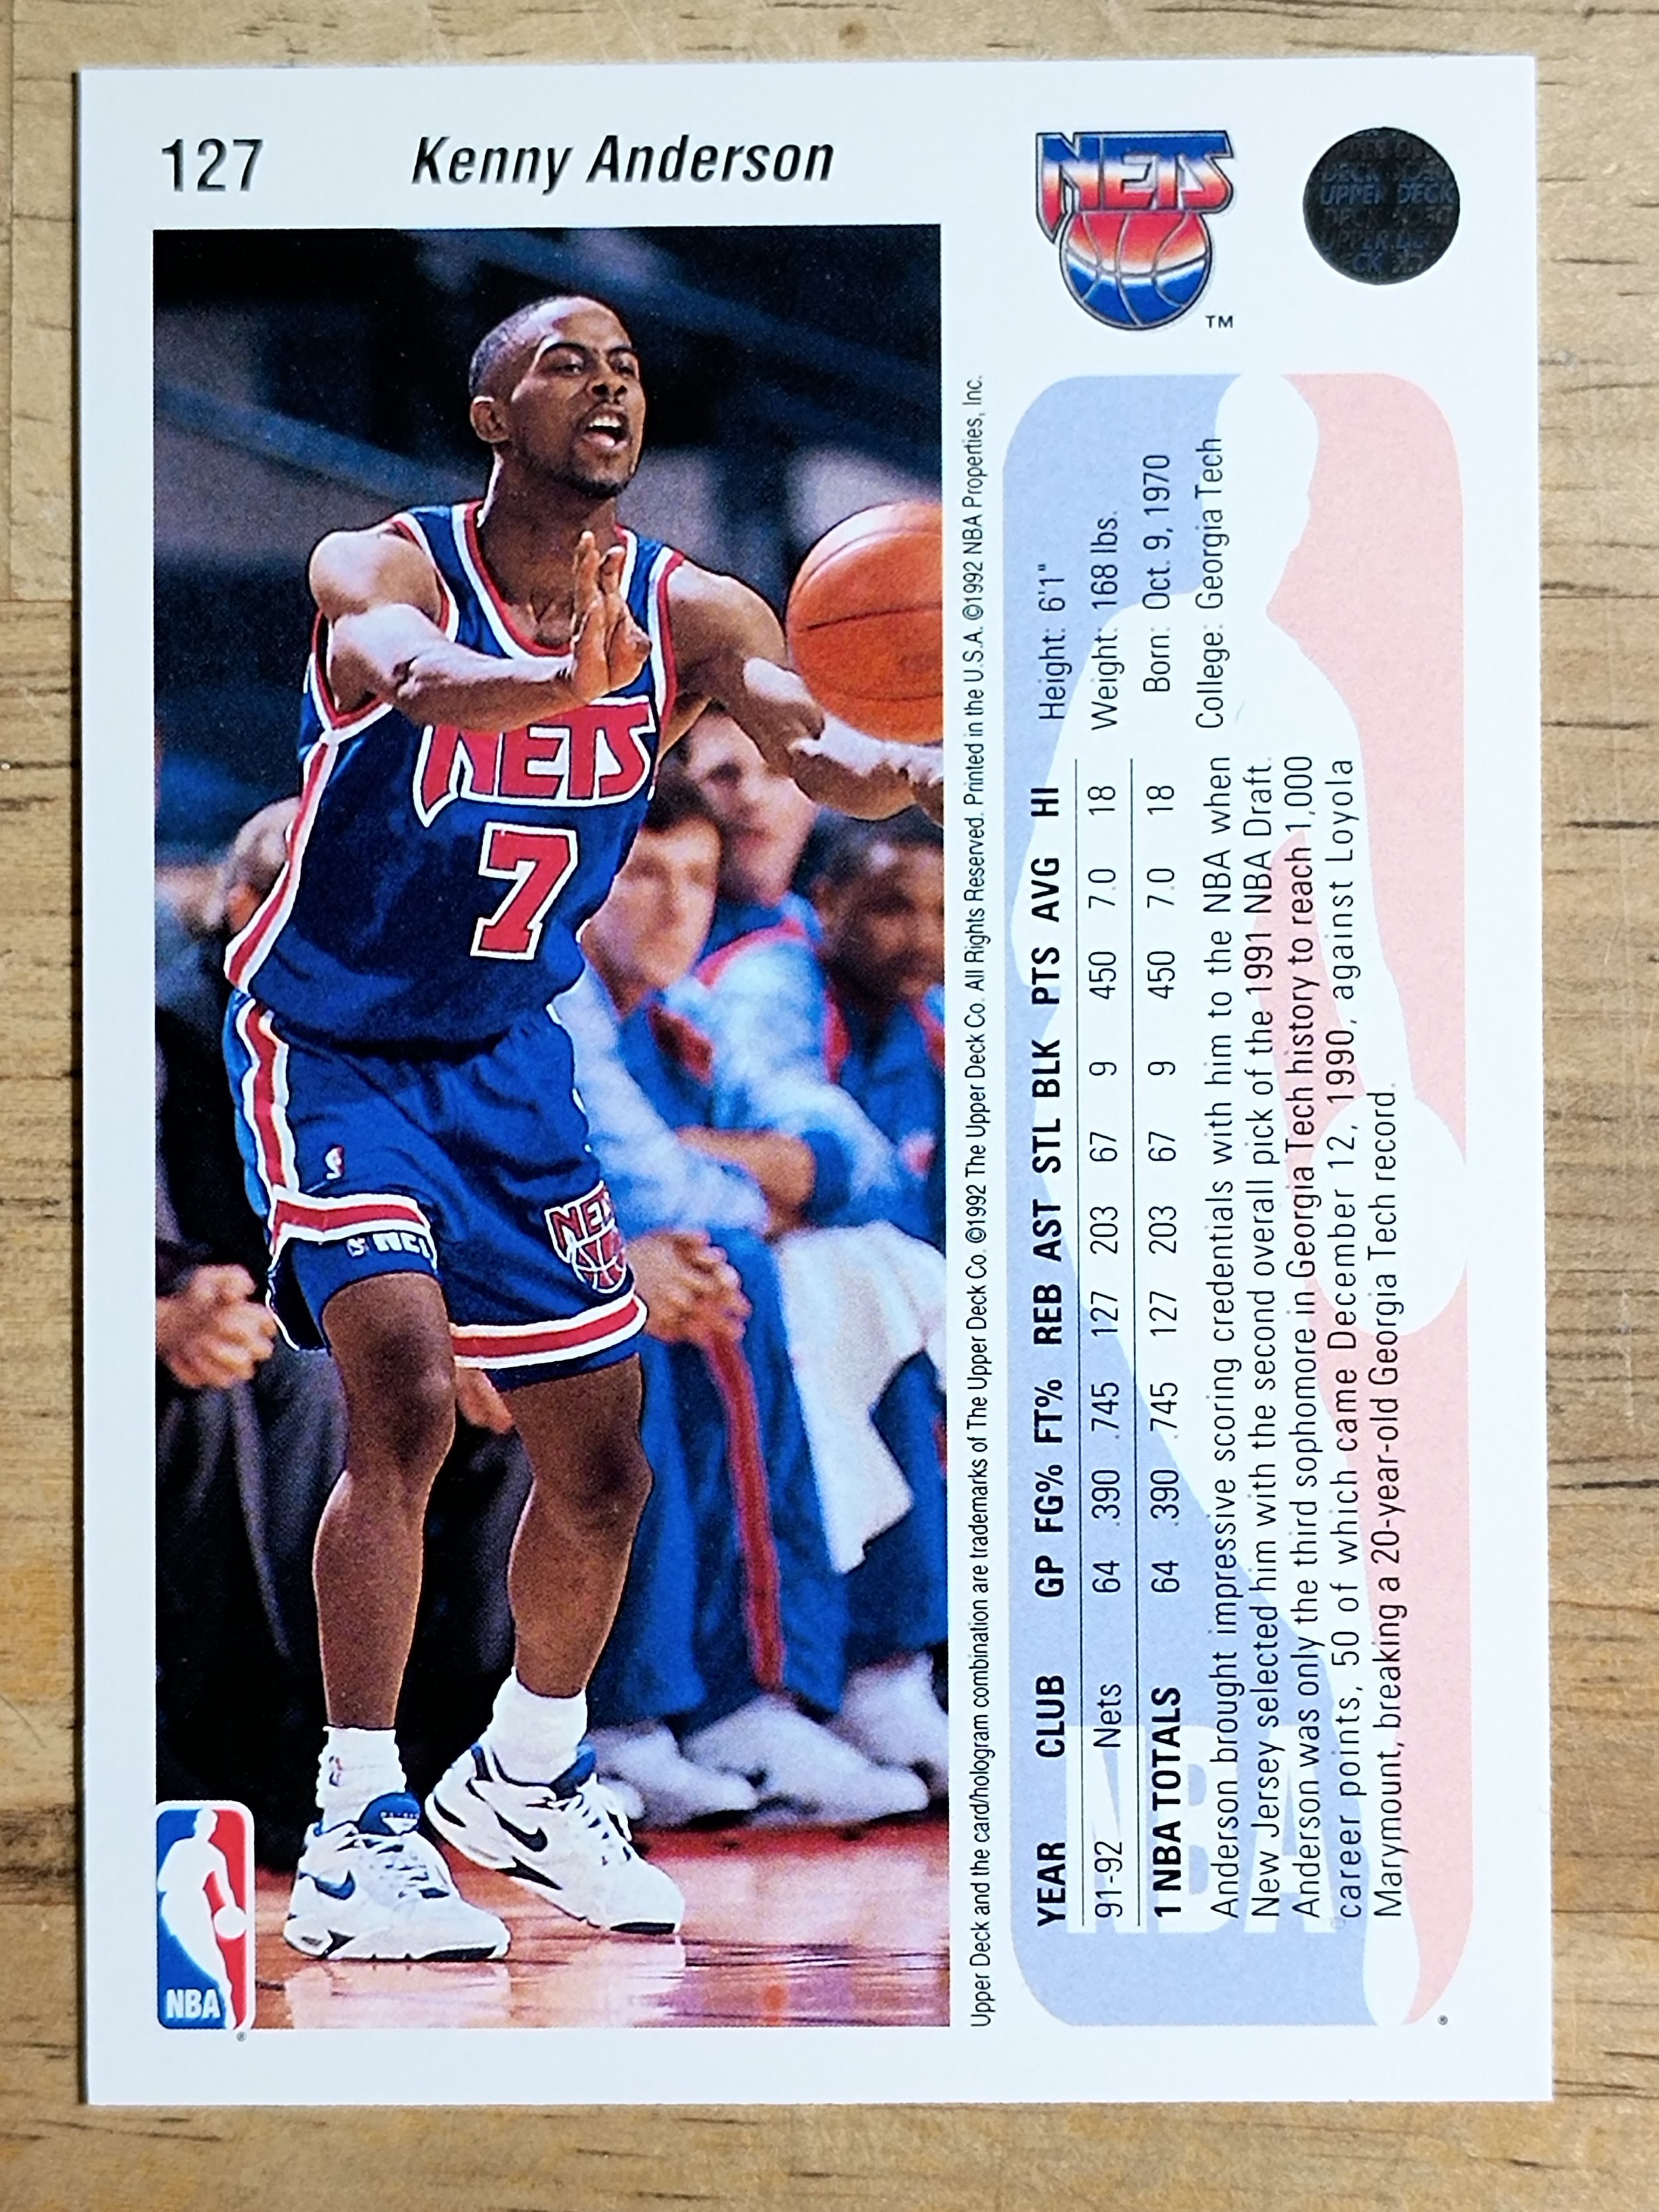 127
Kenny Anderson
NETS
TM
UPPER DECK
NETS
7
NETS
NBA
Upper Deck and the card/hologram combination are trademarks of The Upper Deck Co. ©1992 The Upper Deck Co. All Rights Reserved. Printed in the U.S.A. ©1992 NBA Properties, Inc.
Height: 6'1"
Weight: 168 lbs.
Born: Oct. 9, 1970
College: Georgia Tech
YEAR CLUB GP FG% FT% REB AST STL BLK PTS AVG HI
91-92 Nets 64 .390 .745 127 203 67 9 450 7.0 18
1 NBA TOTALS 64 .390 .745 127 203 67 9 450 7.0 18
Anderson brought impressive scoring credentials with him to the NBA when
New Jersey selected him with the second overall pick of the 1991 NBA Draft.
Anderson was only the third sophomore in Georgia Tech history to reach 1,000
career points, 50 of which came December 12, 1990, against Loyola
Marymount, breaking a 20-year-old Georgia Tech record.
NBA
®